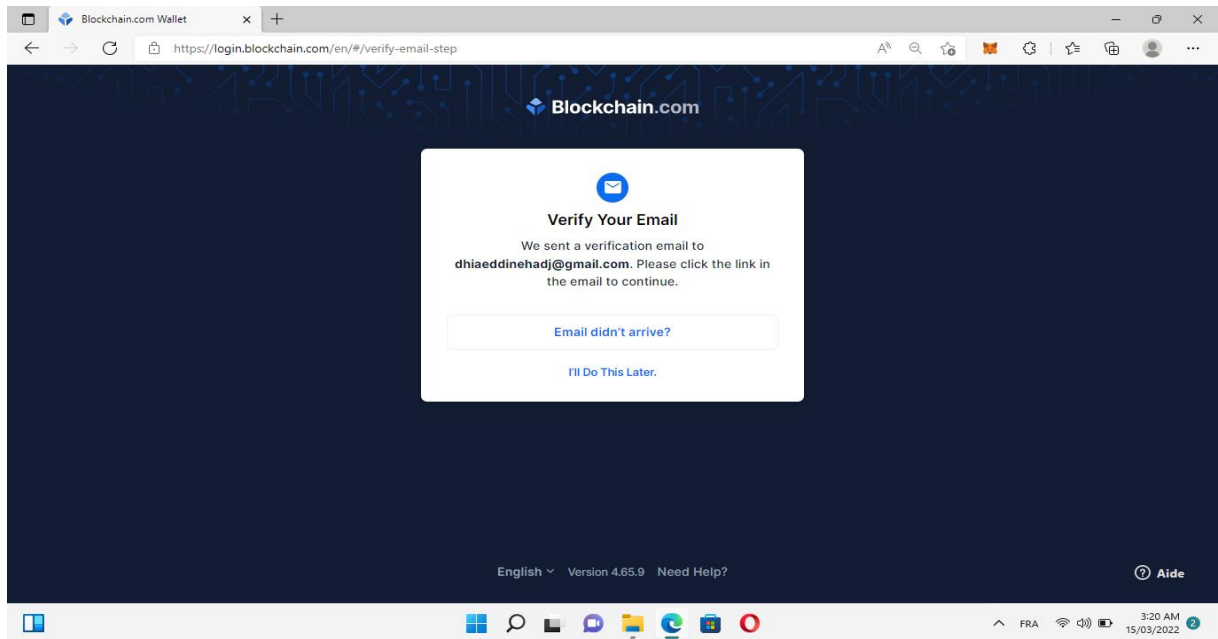 Blockchain.com Wallet
https://login.blockchain.com/en/#/verify-email-step
Blockchain.com
Verify Your Email
We sent a verification email to
dhiaeddinehadj@gmail.com. Please click the link in
the email to continue.
Email didn't arrive?
I'll Do This Later.
English Version 4.65.9 Need Help?
Aide
FRA
3:20 AM
15/03/2022
2